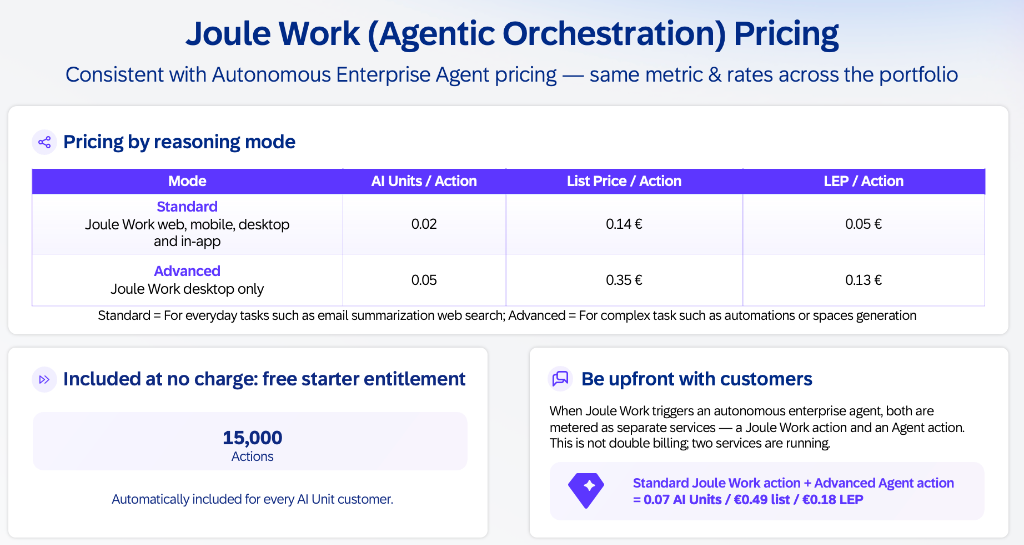 Joule Work (Agentic Orchestration) Pricing
Consistent with Autonomous Enterprise Agent pricing — same metric & rates across the portfolio
Pricing by reasoning mode
Mode AI Units / Action List Price / Action LEP / Action
Standard
Joule Work web, mobile, desktop
and in-app
0.02 0.14 € 0.05 €
Advanced
Joule Work desktop only
0.05 0.35 € 0.13 €
Standard = For everyday tasks such as email summarization web search; Advanced = For complex task such as automations or spaces generation
Included at no charge: free starter entitlement
15,000
Actions
Automatically included for every AI Unit customer.
Be upfront with customers
When Joule Work triggers an autonomous enterprise agent, both are
metered as separate services — a Joule Work action and an Agent action.
This is not double billing; two services are running.
Standard Joule Work action + Advanced Agent action
= 0.07 AI Units / €0.49 list / €0.18 LEP